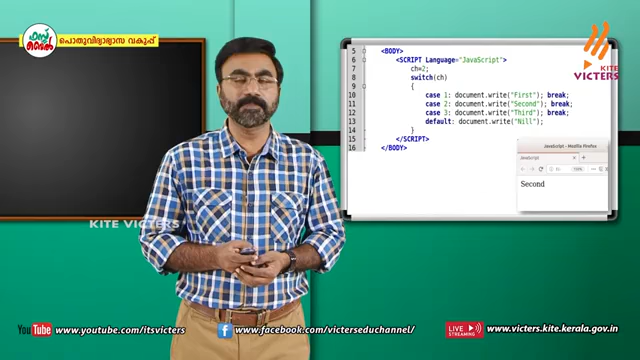 ഫസ്റ്റ്
ബെൽ
പൊതുവിദ്യാഭ്യാസ വകുപ്പ്
KITE
VICTERS
5 <BODY>
6 <SCRIPT Language="JavaScript">
7 ch=2;
8 switch(ch)
9 {
10 case 1: document.write("First"); break;
11 case 2: document.write("Second"); break;
12 case 3: document.write("Third"); break;
13 default: document.write("Nill");
14 }
15 </SCRIPT>
16 </BODY>
JavaScript - Mozilla Firefox
JavaScript
Second
KITE VICTERS
YouTube www.youtube.com/itsvicters
f www.facebook.com/victerseduchannel/
LIVE STREAMING www.victers.kite.kerala.gov.in